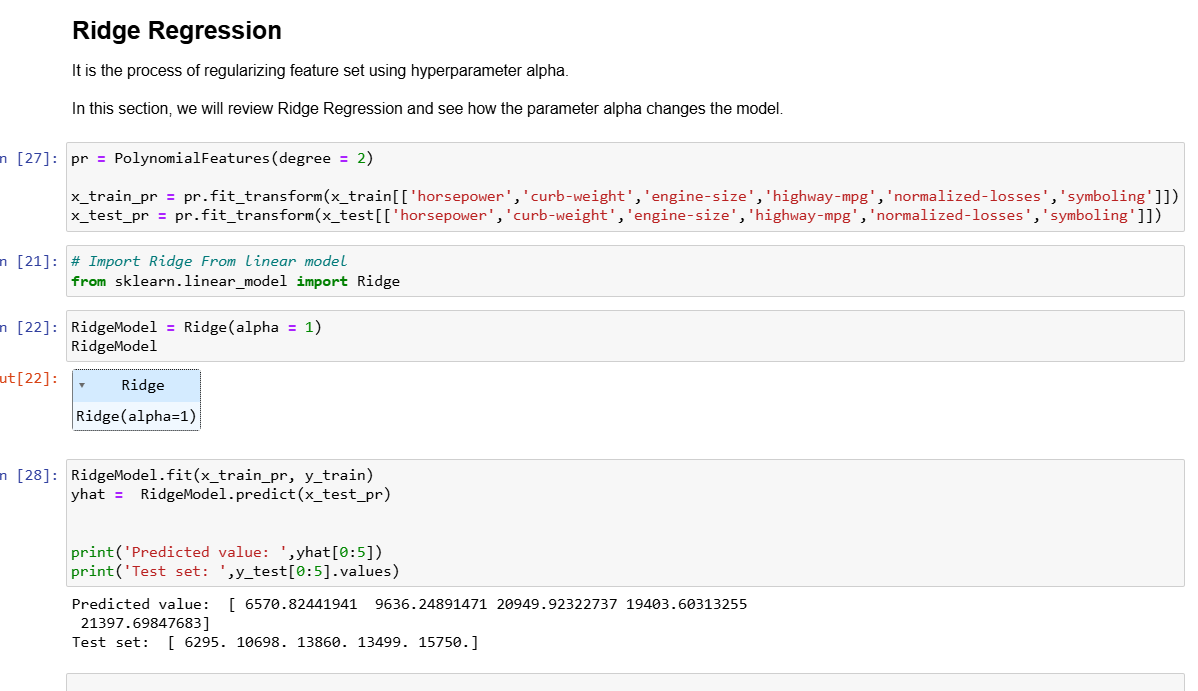 Ridge Regression
It is the process of regularizing feature set using hyperparameter alpha.
In this section, we will review Ridge Regression and see how the parameter alpha changes the model.
n [27]: pr = PolynomialFeatures(degree = 2)
x_train_pr = pr.fit_transform(x_train[['horsepower','curb-weight','engine-size','highway-mpg','normalized-losses','symboling']])
x_test_pr = pr.fit_transform(x_test[['horsepower','curb-weight','engine-size','highway-mpg','normalized-losses','symboling']])
n [21]: # Import Ridge From linear model
from sklearn.linear_model import Ridge
n [22]: RidgeModel = Ridge(alpha = 1)
RidgeModel
ut[22]: ▾ Ridge
Ridge(alpha=1)
n [28]: RidgeModel.fit(x_train_pr, y_train)
yhat =  RidgeModel.predict(x_test_pr)
print('Predicted value: ',yhat[0:5])
print('Test set: ',y_test[0:5].values)
Predicted value:  [ 6570.82441941  9636.24891471 20949.92322737 19403.60313255
 21397.69847683]
Test set:  [ 6295. 10698. 13860. 13499. 15750.]